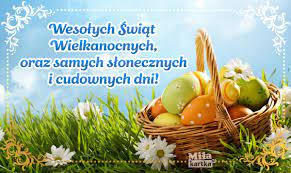 Wesołych Świąt
Wielkanocnych,
oraz samych słonecznych
i cudownych dni!
Miła
kartka